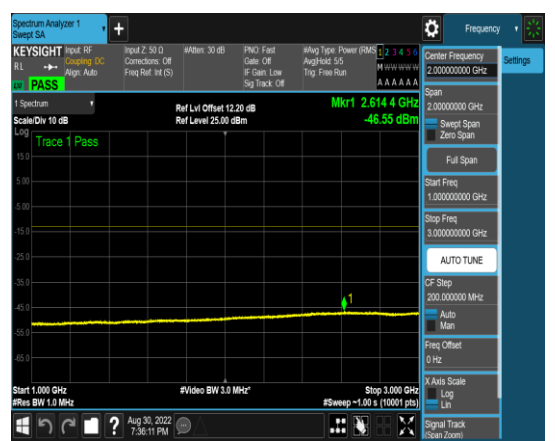 Spectrum Analyzer 1
Swept SA
+
Frequency
KEYSIGHT
RL
Input: RF
Coupling: DC
Align: Auto
Input Z: 50 Ω
Corrections: Off
Freq Ref: Int (S)
#Atten: 30 dB
PNO: Fast
Gate: Off
IF Gain: Low
Sig Track: Off
#Avg Type: Power (RMS
Avg|Hold: 5/5
Trig: Free Run
1 2 3 4 5 6
M W W W W W
A A A A A A
PASS
1 Spectrum
Scale/Div 10 dB
Ref Lvl Offset 12.20 dB
Ref Level 25.00 dBm
Mkr1 2.614 4 GHz
-46.55 dBm
Log
Trace 1 Pass
15.0
5.00
-5.00
-15.0
-25.0
-35.0
-45.0
-55.0
-65.0
1
Start 1.000 GHz
#Res BW 1.0 MHz
#Video BW 3.0 MHz*
Stop 3.000 GHz
#Sweep ~1.00 s (10001 pts)
Aug 30, 2022
7:36:11 PM
?
Center Frequency
2.000000000 GHz
Settings
Span
2.00000000 GHz
Swept Span
Zero Span
Full Span
Start Freq
1.000000000 GHz
Stop Freq
3.000000000 GHz
AUTO TUNE
CF Step
200.000000 MHz
Auto
Man
Freq Offset
0 Hz
X Axis Scale
Log
Lin
Signal Track
(Span Zoom)